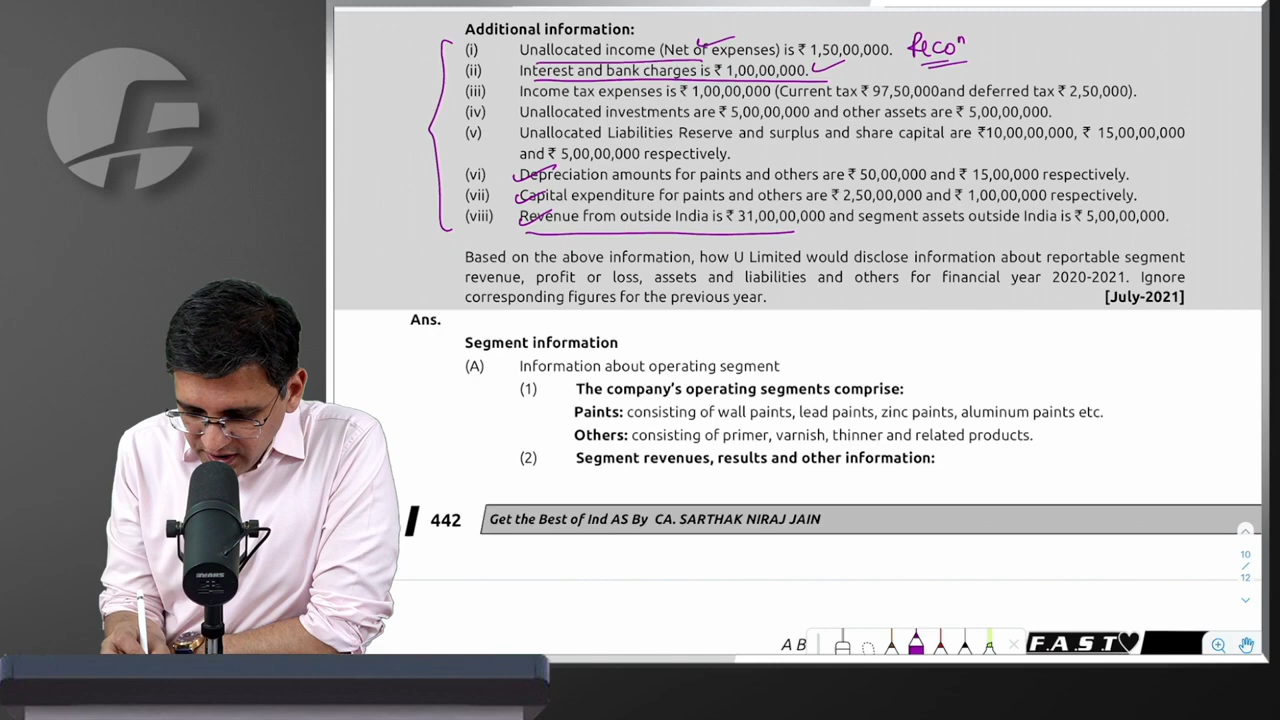 Additional information:
(i) Unallocated income (Net of expenses) is ₹ 1,50,00,000. Recoⁿ
(ii) Interest and bank charges is ₹ 1,00,00,000.
(iii) Income tax expenses is ₹ 1,00,00,000 (Current tax ₹ 97,50,000and deferred tax ₹ 2,50,000).
(iv) Unallocated investments are ₹ 5,00,00,000 and other assets are ₹ 5,00,00,000.
(v) Unallocated Liabilities Reserve and surplus and share capital are ₹10,00,00,000, ₹ 15,00,00,000
and ₹ 5,00,00,000 respectively.
(vi) Depreciation amounts for paints and others are ₹ 50,00,000 and ₹ 15,00,000 respectively.
(vii) Capital expenditure for paints and others are ₹ 2,50,00,000 and ₹ 1,00,00,000 respectively.
(viii) Revenue from outside India is ₹ 31,00,00,000 and segment assets outside India is ₹ 5,00,00,000.
Based on the above information, how U Limited would disclose information about reportable segment
revenue, profit or loss, assets and liabilities and others for financial year 2020-2021. Ignore
corresponding figures for the previous year. [July-2021]
Ans.
Segment information
(A) Information about operating segment
(1) The company's operating segments comprise:
Paints: consisting of wall paints, lead paints, zinc paints, aluminum paints etc.
Others: consisting of primer, varnish, thinner and related products.
(2) Segment revenues, results and other information:
442 Get the Best of Ind AS By CA. SARTHAK NIRAJ JAIN
10
/
12
A B
F.A.S.T
SHURE